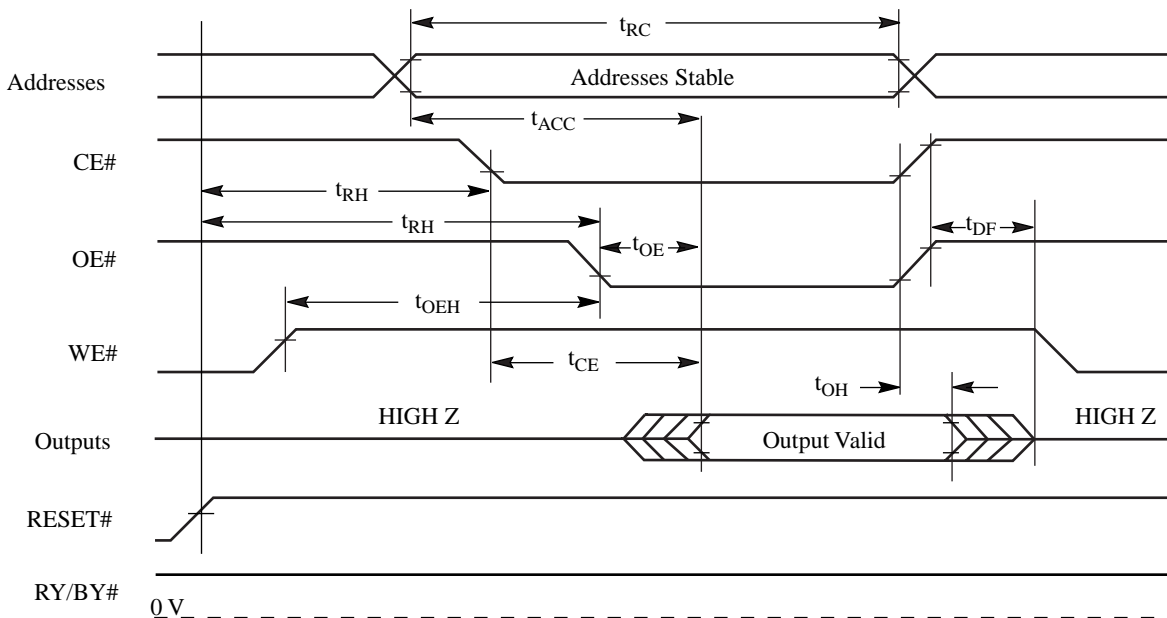 tRC
Addresses
Addresses Stable
tACC
CE#
tRH
tRH
tDF
OE#
tOE
tOEH
WE#
tCE
tOH
HIGH Z
HIGH Z
Outputs
Output Valid
RESET#
RY/BY#
0 V